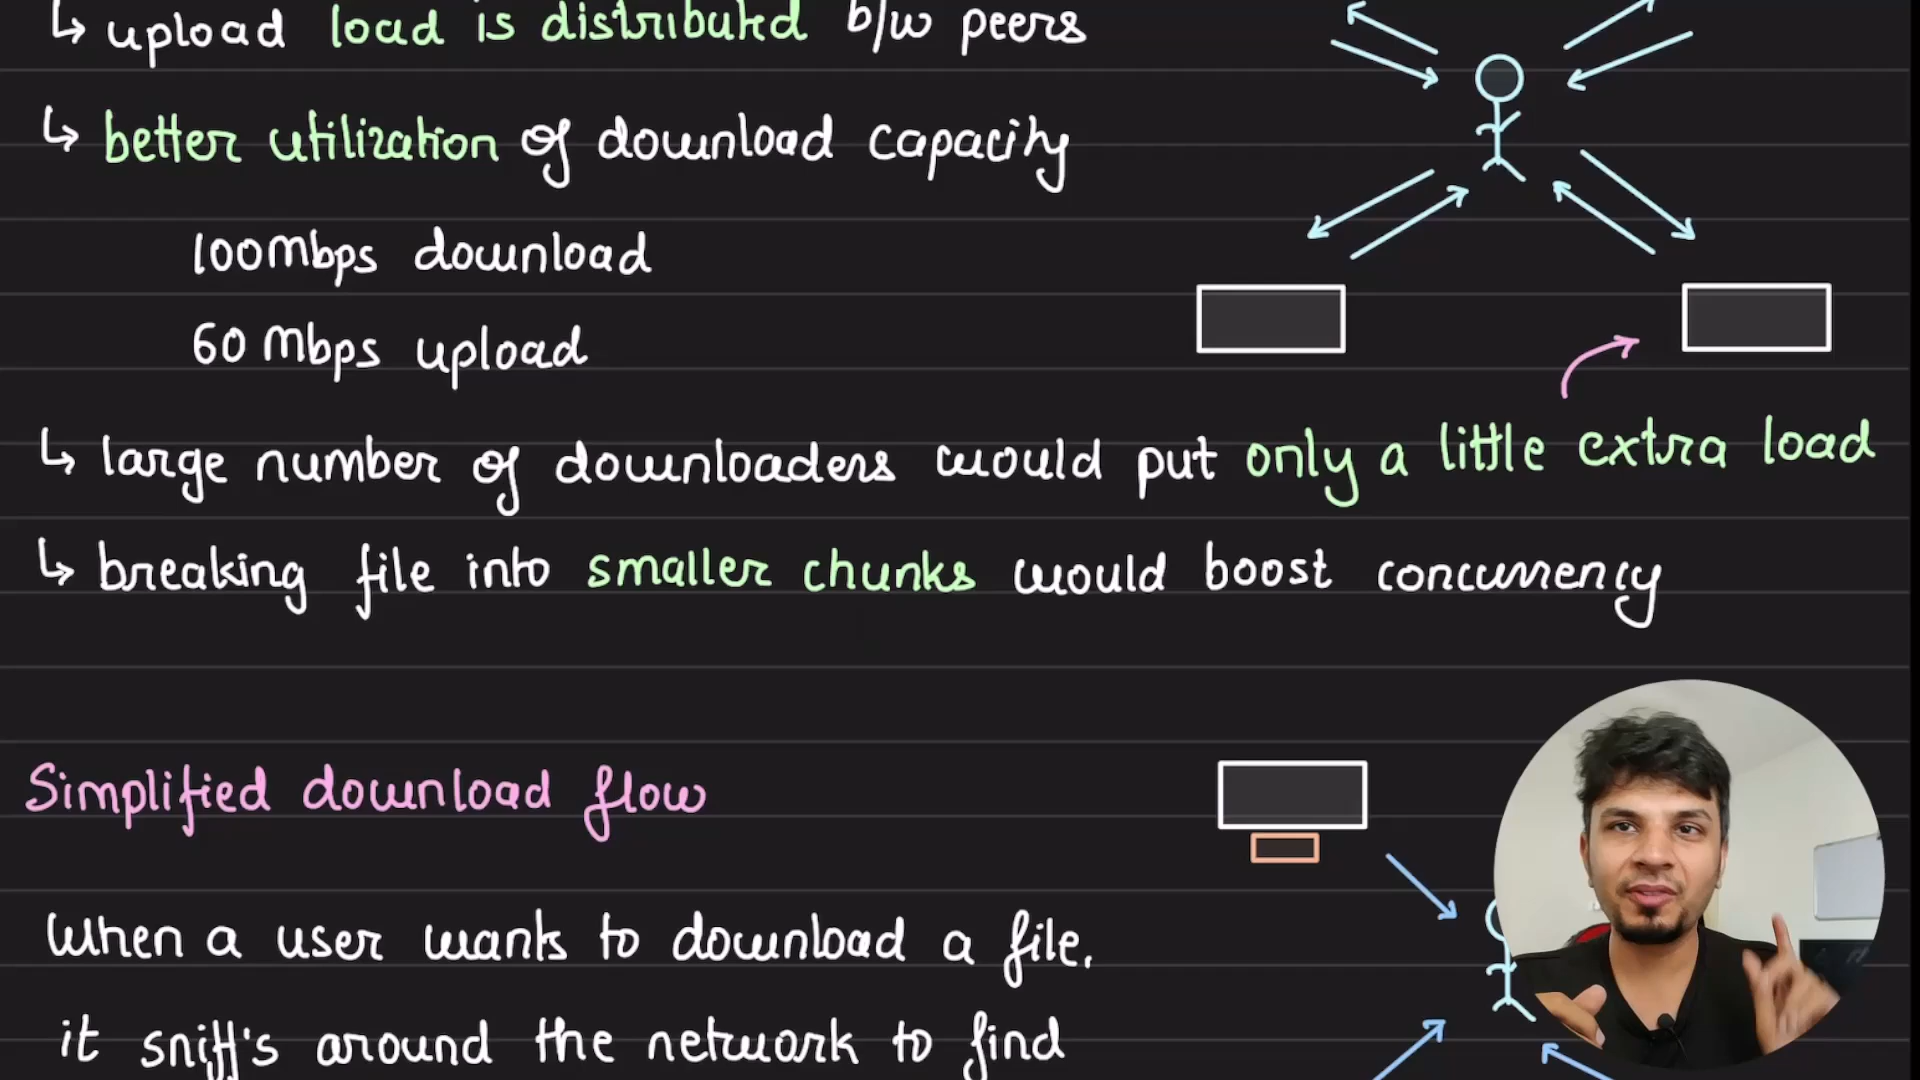 ↳ upload load is distributed b/w peers
↳ better utilization of download capacity
100Mbps download
60 Mbps upload
↳ large number of downloaders would put only a little extra load
↳ breaking file into smaller chunks would boost concurrency
Simplified download flow
When a user wants to download a file,
it sniff's around the network to find